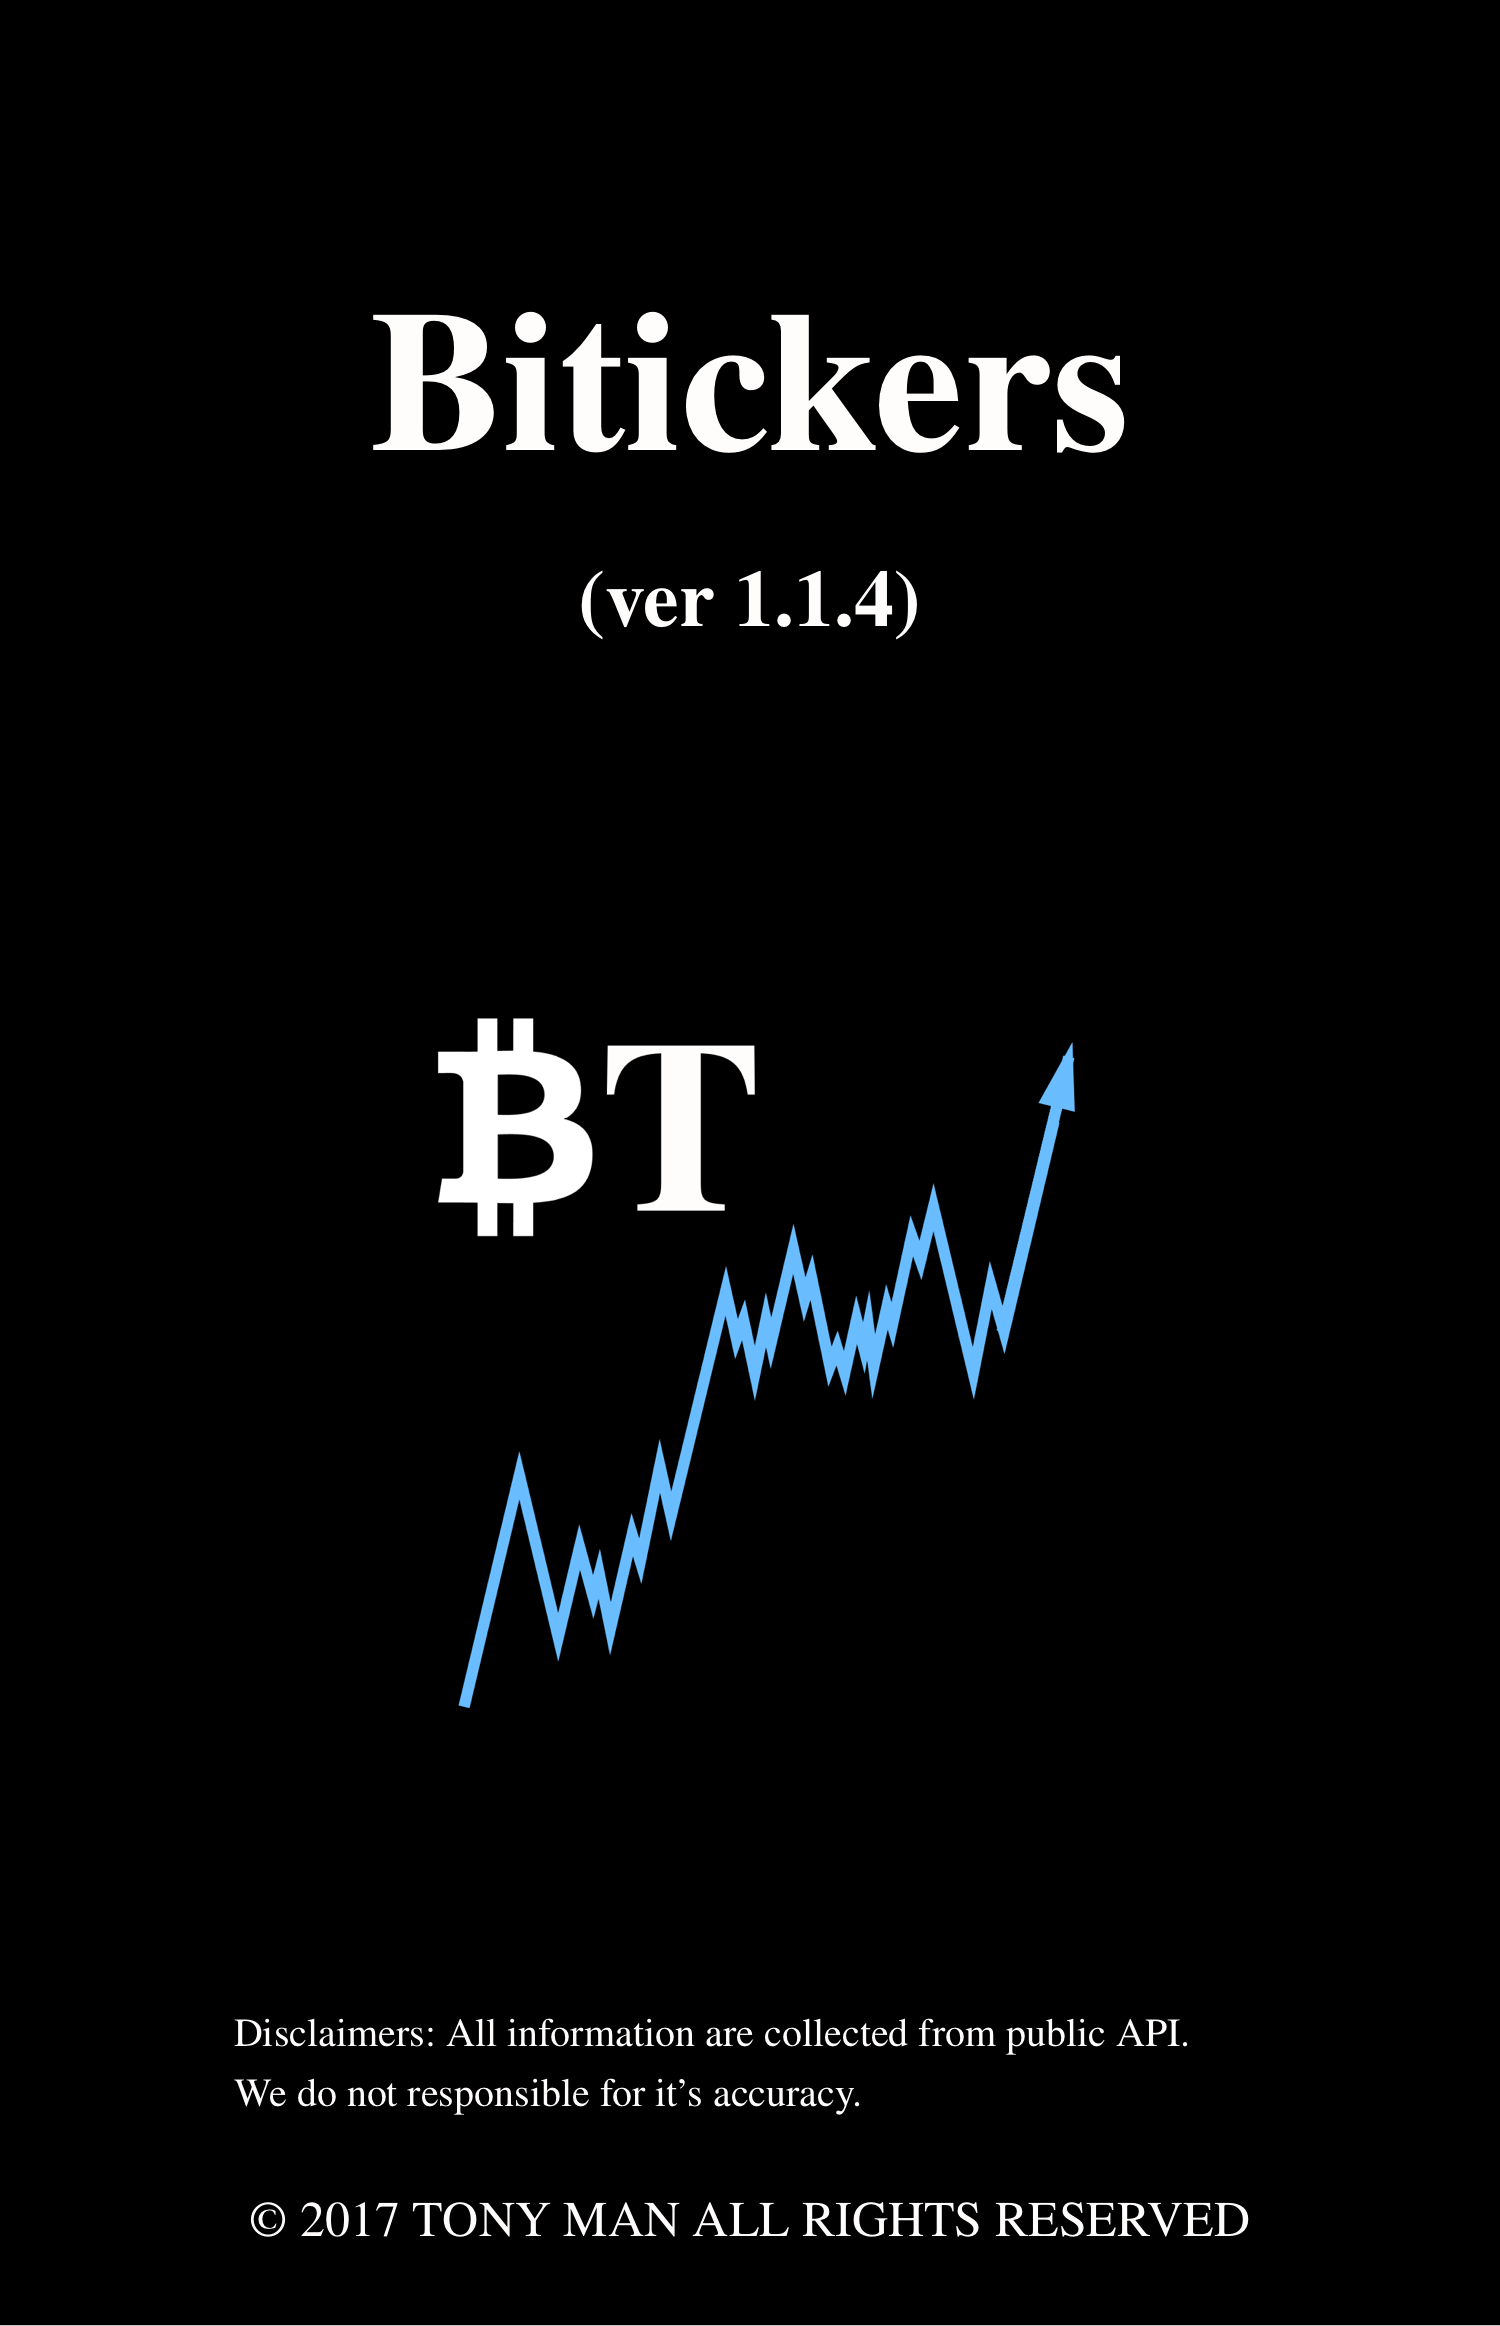 Bitickers
(ver 1.1.4)
₿T
Disclaimers: All information are collected from public API.
We do not responsible for it’s accuracy.
© 2017 TONY MAN ALL RIGHTS RESERVED